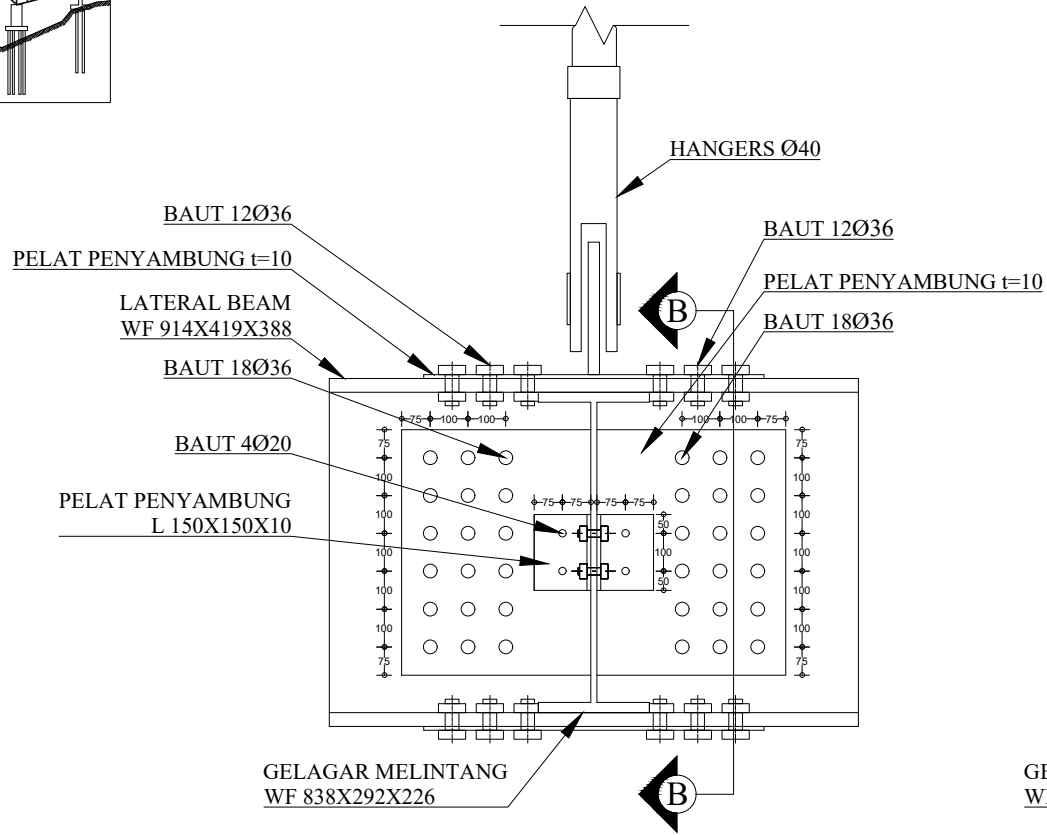 HANGERS Ø40
BAUT 12Ø36
PELAT PENYAMBUNG t=10
LATERAL BEAM
WF 914X419X388
BAUT 18Ø36
BAUT 4Ø20
PELAT PENYAMBUNG
L 150X150X10
BAUT 12Ø36
PELAT PENYAMBUNG t=10
BAUT 18Ø36
B
75 100 100
100 100 75
75
100
100
100
100
100
75
75 75 75 75
50
100
50
75
100
100
100
100
100
75
GELAGAR MELINTANG
WF 838X292X226
B